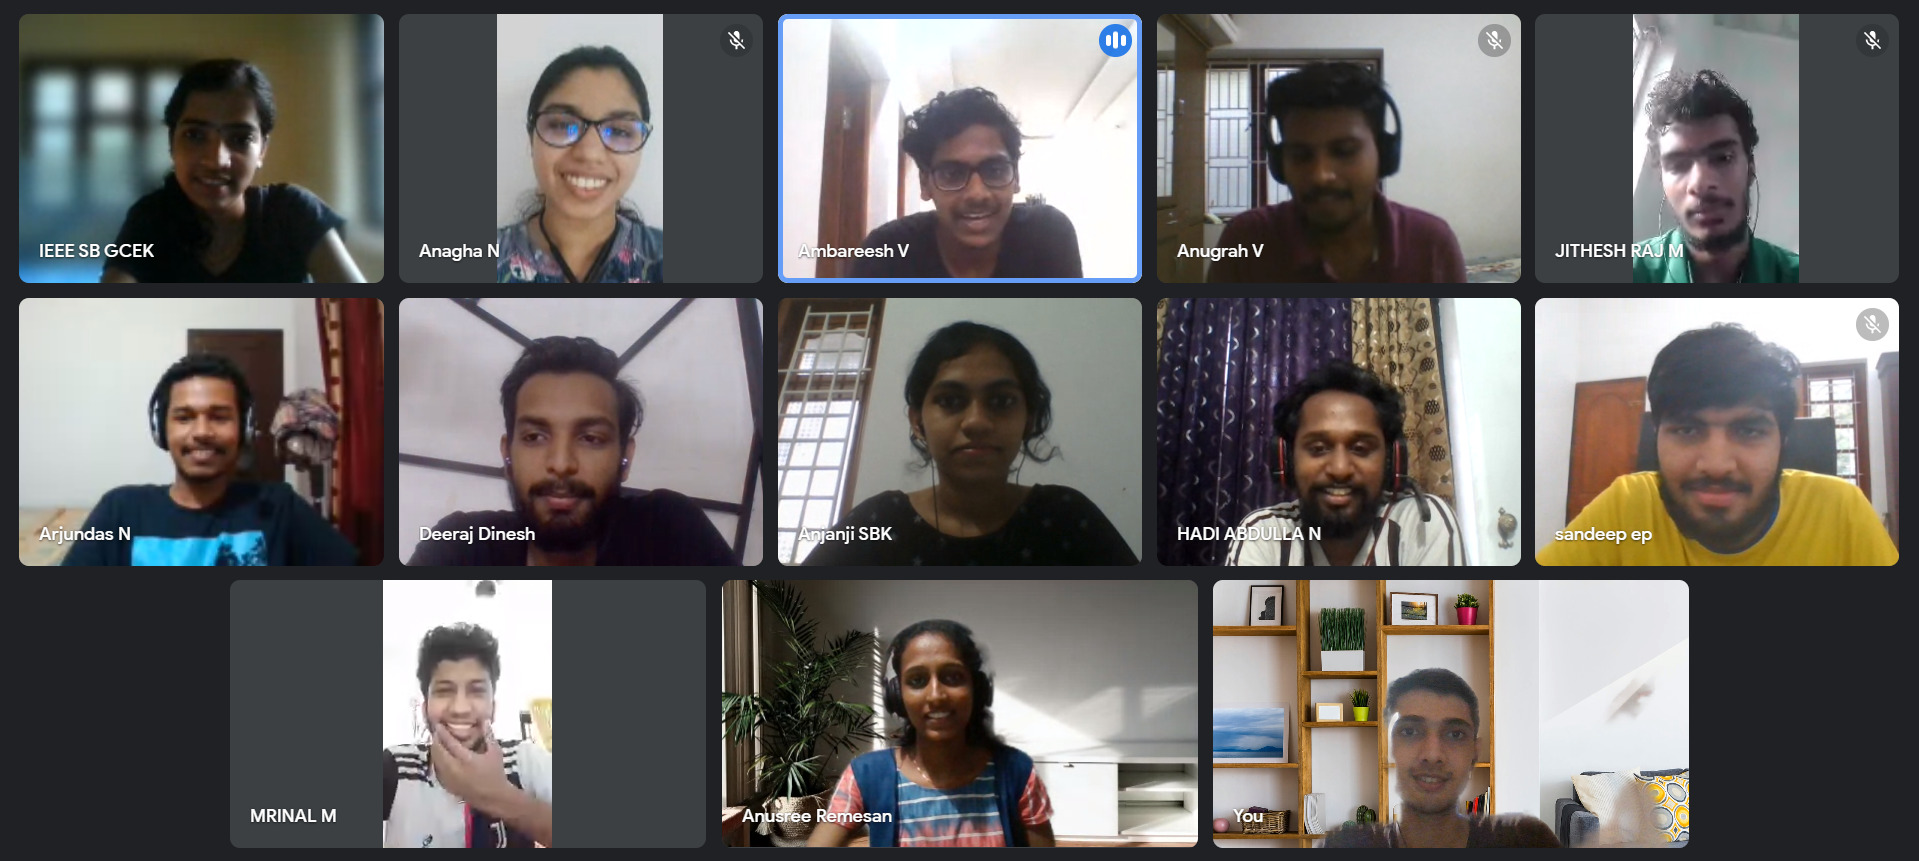 IEEE SB GCEK
Anagha N
Ambareesh V
Anugrah V
JITHESH RAJ M
Arjundas N
Deeraj Dinesh
Anjanji SBK
HADI ABDULLA N
sandeep ep
MRINAL M
Anusree Remesan
You